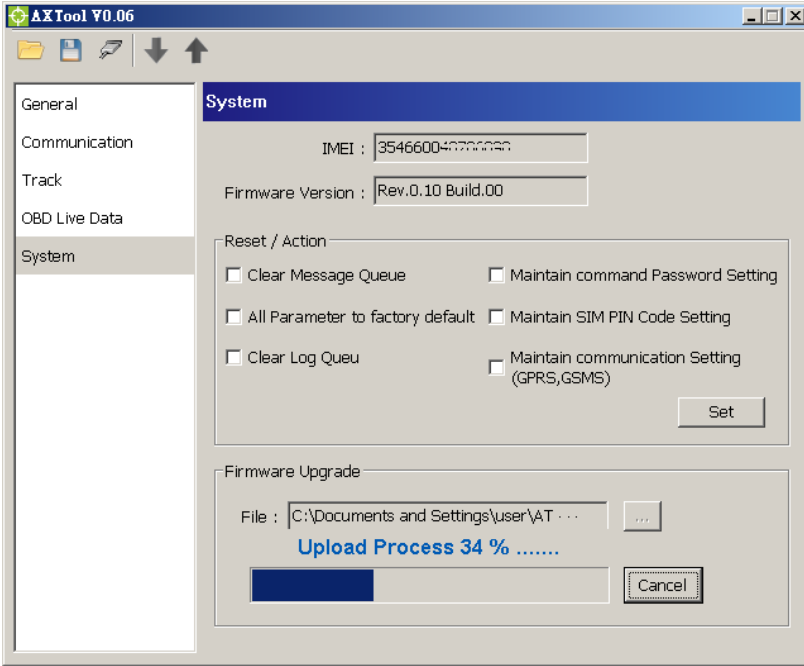 AXTool V0.06
General
Communication
Track
OBD Live Data
System
System
IMEI :
Firmware Version : Rev.0.10 Build.00
Reset / Action
Clear Message Queue
Maintain command Password Setting
All Parameter to factory default
Maintain SIM PIN Code Setting
Clear Log Queu
Maintain communication Setting
(GPRS,GSMS)
Set
Firmware Upgrade
File : C:\Documents and Settings\user\AT · · ·
...
Upload Process 34 % .......
Cancel